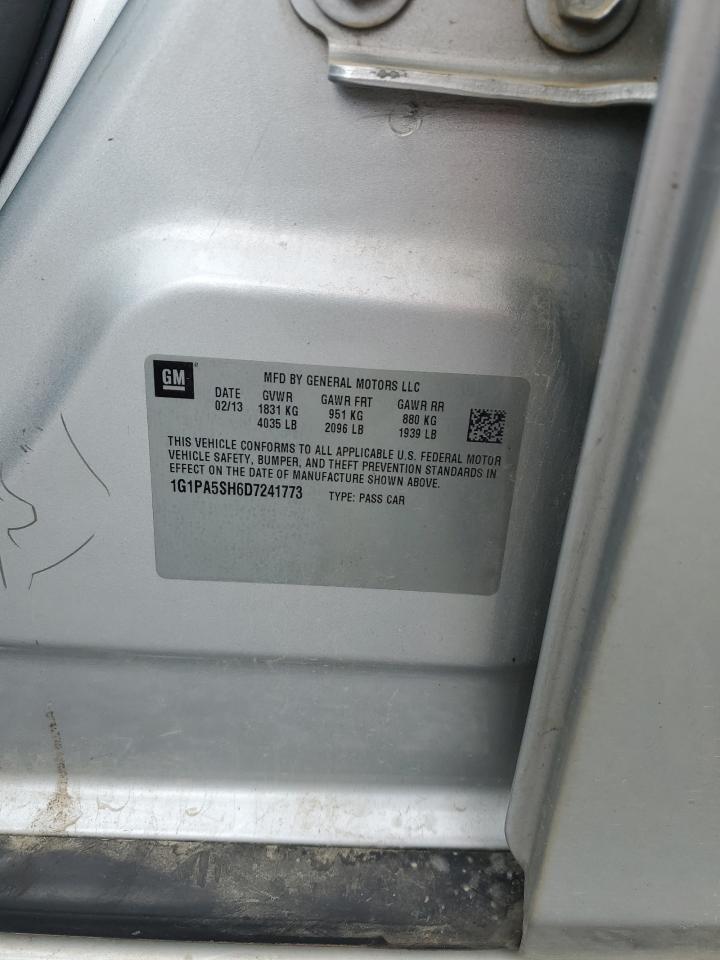 GM ® MFD BY GENERAL MOTORS LLC
DATE GVWR GAWR FRT GAWR RR
02/13 1831 KG 951 KG 880 KG
4035 LB 2096 LB 1939 LB
THIS VEHICLE CONFORMS TO ALL APPLICABLE U.S. FEDERAL MOTOR
VEHICLE SAFETY, BUMPER, AND THEFT PREVENTION STANDARDS IN
EFFECT ON THE DATE OF MANUFACTURE SHOWN ABOVE.
1G1PA5SH6D7241773 TYPE: PASS CAR